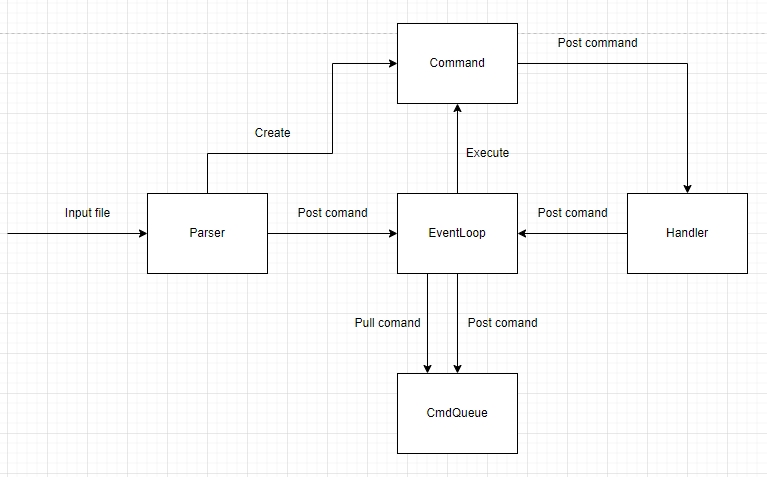 Post command
Command
Create
Execute
Input file
Post comand
Post comand
Parser
EventLoop
Handler
Pull comand
Post comand
CmdQueue